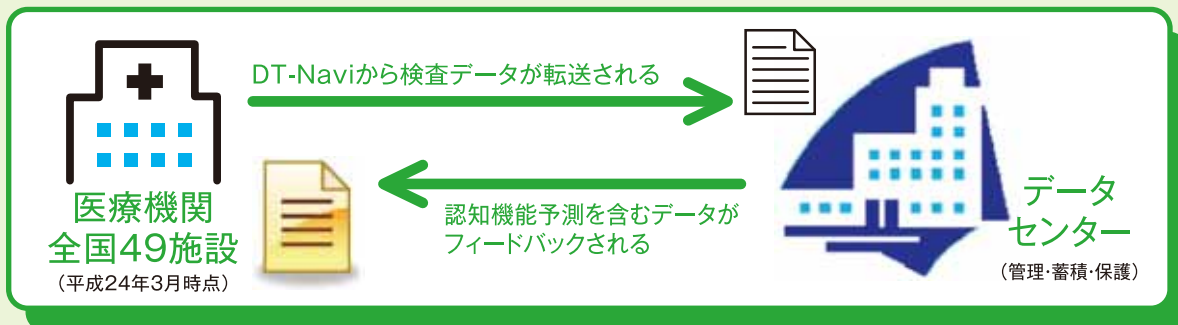 DT-Naviから検査データが転送される
医療機関
全国49施設
（平成24年3月時点）
認知機能予測を含むデータが
フィードバックされる
データ
センター
（管理・蓄積・保護）